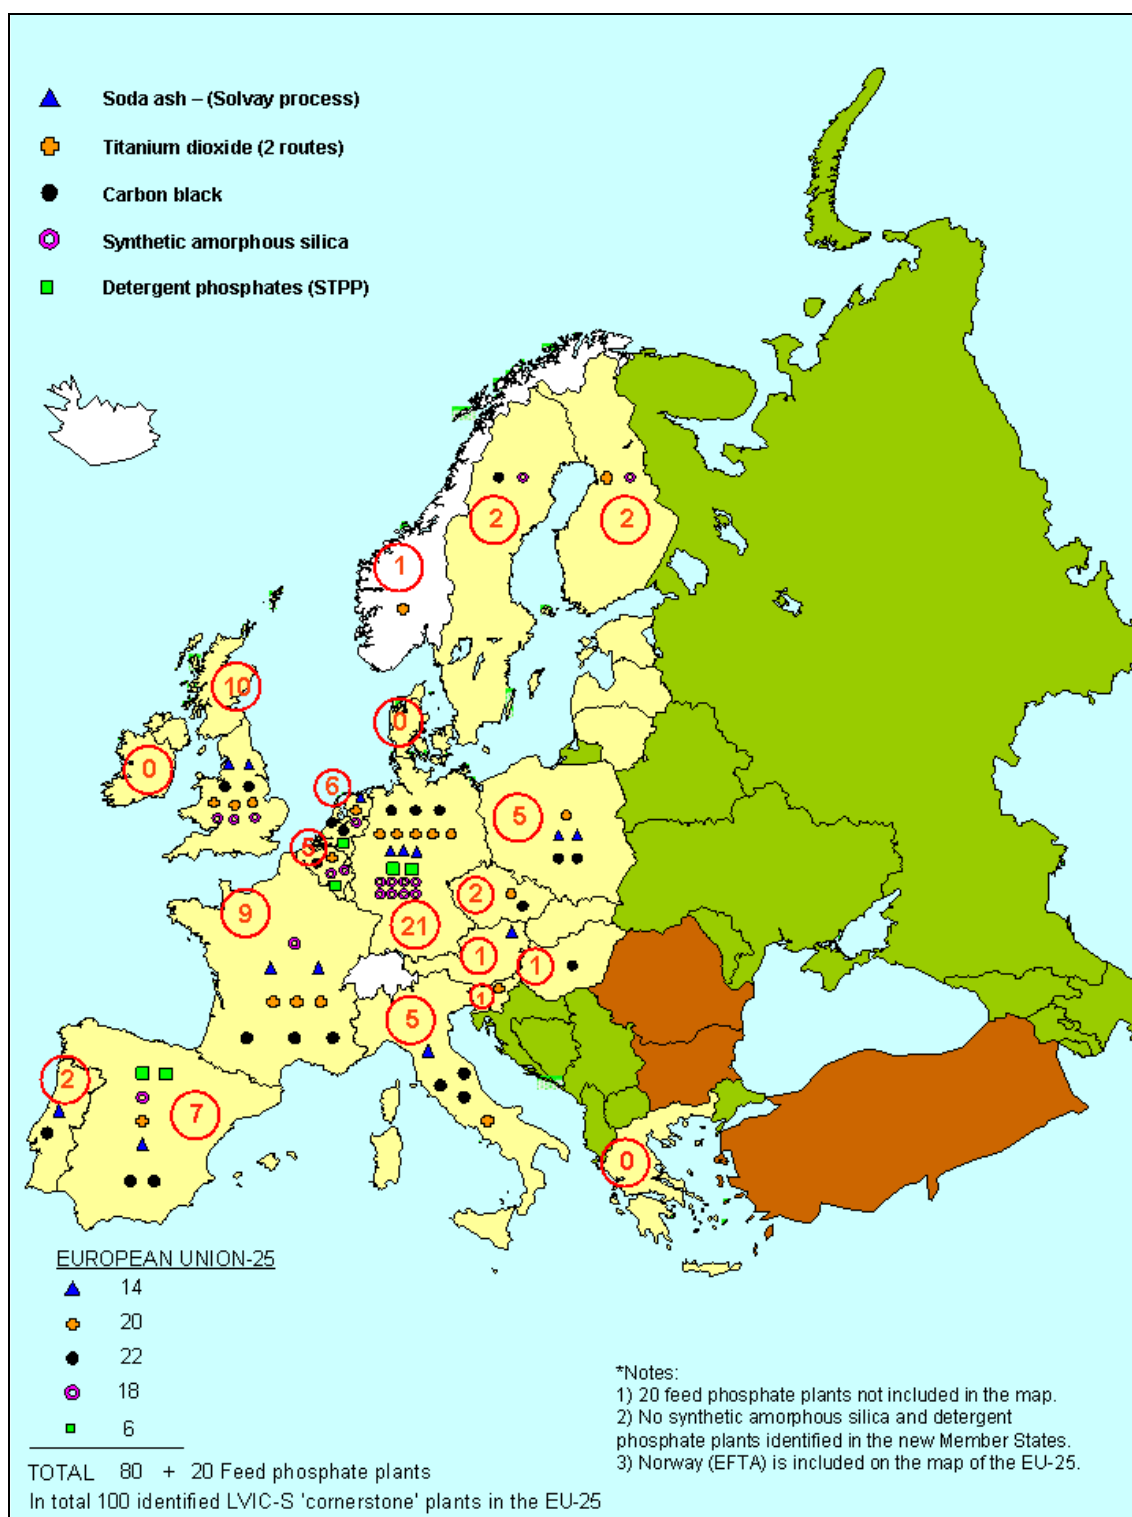 Soda ash – (Solvay process)
Titanium dioxide (2 routes)
Carbon black
Synthetic amorphous silica
Detergent phosphates (STPP)
2
2
1
10
0
0
6
5
5
2
9
21
1
1
1
5
2
7
0
EUROPEAN UNION-25
14
20
22
18
6
TOTAL 80 + 20 Feed phosphate plants
In total 100 identified LVIC-S 'cornerstone' plants in the EU-25
*Notes:
1) 20 feed phosphate plants not included in the map.
2) No synthetic amorphous silica and detergent
phosphate plants identified in the new Member States.
3) Norway (EFTA) is included on the map of the EU-25.